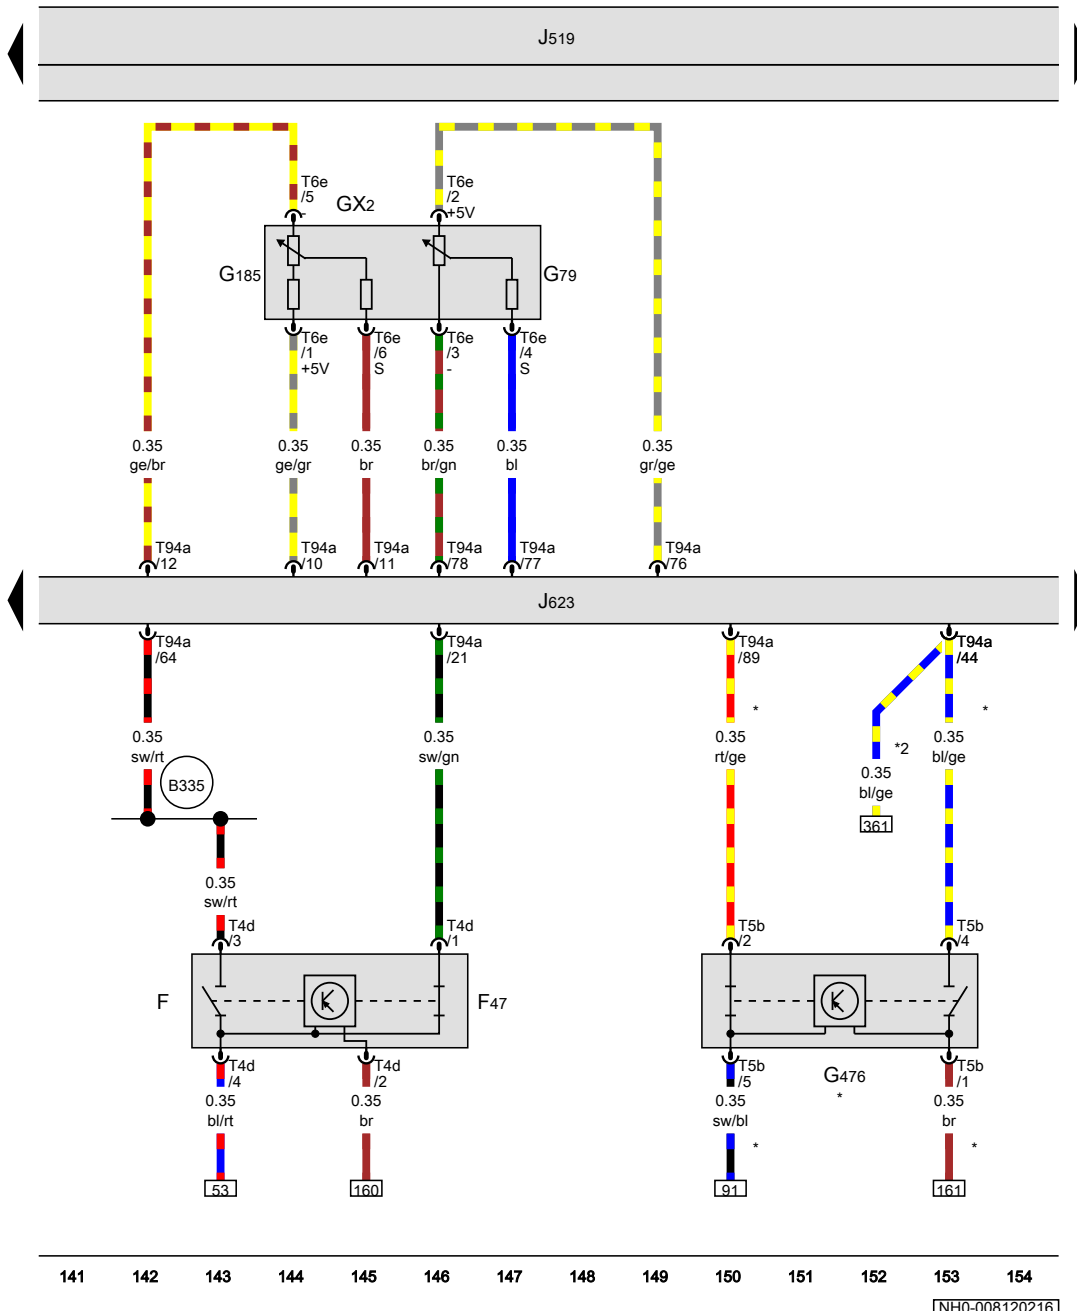 J519
T6e
/5
-
GX2
T6e
/2
+5V
G185
G79
T6e
/1
+5V
T6e
/6
S
T6e
/3
-
T6e
/4
S
0.35
ge/br
0.35
ge/gr
0.35
br
0.35
br/gn
0.35
bl
0.35
gr/ge
T94a
/12
T94a
/10
T94a
/11
T94a
/78
T94a
/77
T94a
/76
J623
T94a
/64
T94a
/21
T94a
/89
T94a
/44
*
*
0.35
sw/rt
0.35
sw/gn
0.35
rt/ge
*2
0.35
bl/ge
0.35
bl/ge
B335
361
0.35
sw/rt
T4d
/3
T4d
/1
T5b
/2
T5b
/4
F
F47
T4d
/4
T4d
/2
T5b
/5
G476
*
T5b
/1
0.35
bl/rt
0.35
br
0.35
sw/bl
0.35
br
*
*
53
160
91
161
141 142 143 144 145 146 147 148 149 150 151 152 153 154
NH0-008120216